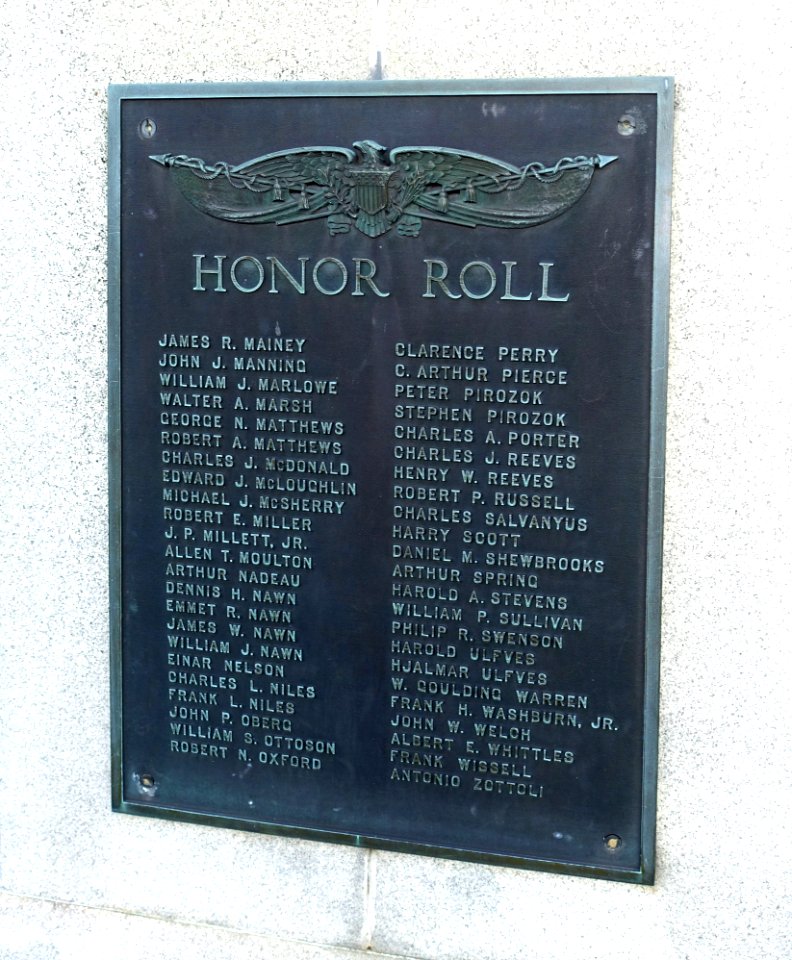 HONOR ROLL
JAMES R. MAINEY
JOHN J. MANNING
WILLIAM J. MARLOWE
WALTER A. MARSH
GEORGE N. MATTHEWS
ROBERT A. MATTHEWS
CHARLES J. McDONALD
EDWARD J. McLOUGHLIN
MICHAEL J. McSHERRY
ROBERT E. MILLER
J. P. MILLETT, JR.
ALLEN T. MOULTON
ARTHUR NADEAU
DENNIS H. NAWN
EMMET R. NAWN
JAMES W. NAWN
WILLIAM J. NAWN
EINAR NELSON
CHARLES L. NILES
FRANK L. NILES
JOHN P. OBERG
WILLIAM S. OTTOSON
ROBERT N. OXFORD
CLARENCE PERRY
C. ARTHUR PIERCE
PETER PIROZOK
STEPHEN PIROZOK
CHARLES A. PORTER
CHARLES J. REEVES
HENRY W. REEVES
ROBERT P. RUSSELL
CHARLES SALVANYUS
HARRY SCOTT
DANIEL M. SHEWBROOKS
ARTHUR SPRING
HAROLD A. STEVENS
WILLIAM P. SULLIVAN
PHILIP R. SWENSON
HAROLD ULFVES
HJALMAR ULFVES
W. GOULDING WARREN
FRANK H. WASHBURN, JR.
JOHN W. WELCH
ALBERT E. WHITTLES
FRANK WISSELL
ANTONIO ZOTTOLI